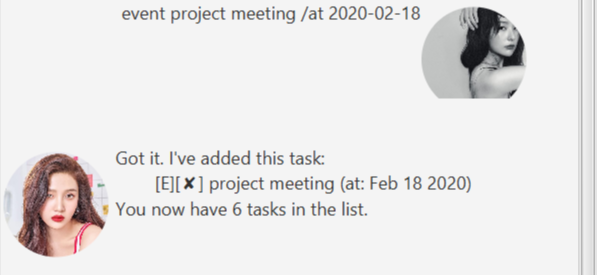 event project meeting /at 2020-02-18
Got it. I've added this task:
[E][✘] project meeting (at: Feb 18 2020)
You now have 6 tasks in the list.